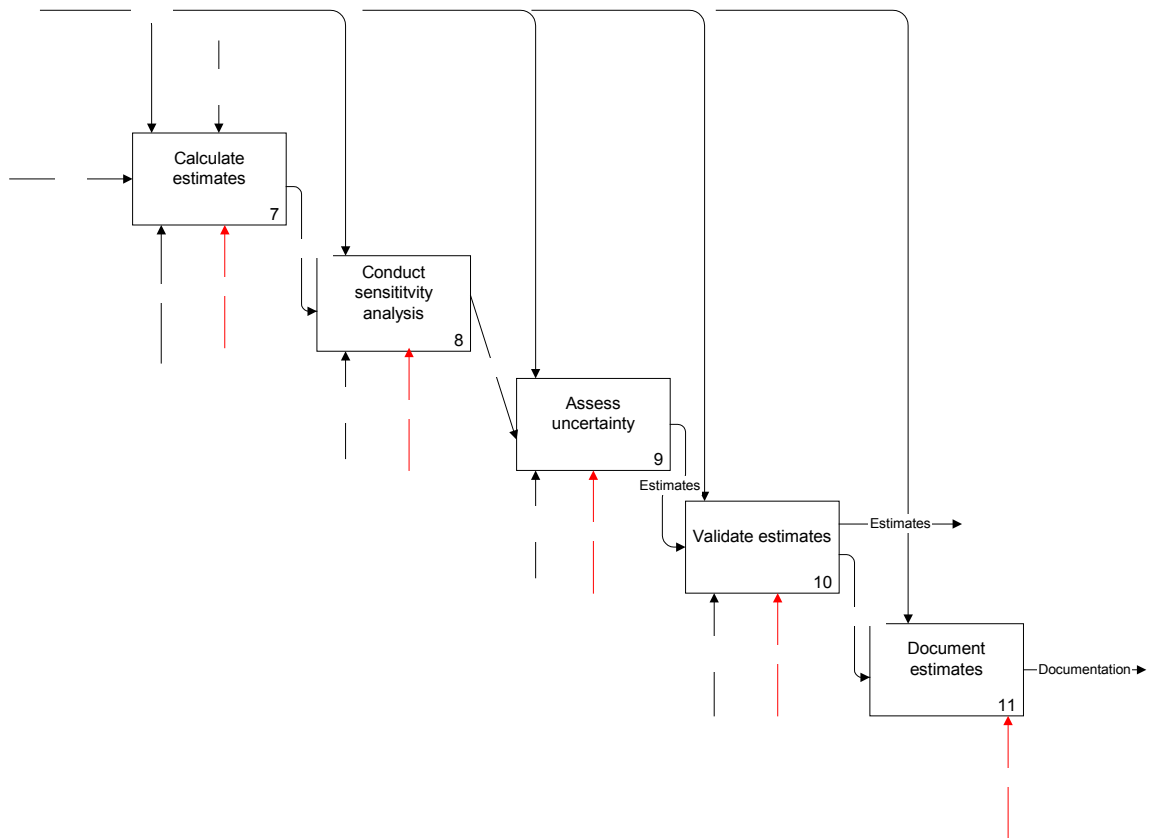 Calculate
estimates
7
Conduct
sensititvity
analysis
8
Assess
uncertainty
9
Estimates
Validate estimates
10
Estimates
Document
estimates
11
Documentation